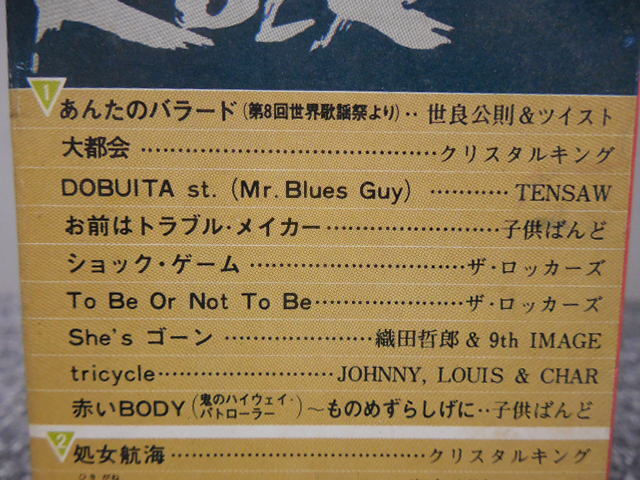 1
あんたのバラード(第8回世界歌謡祭より)‥世良公則&ツイスト
大都会…………………………………クリスタルキング
DOBUITA st. (Mr. Blues Guy) …………TENSAW
お前はトラブル・メイカー……………………子供ばんど
ショック・ゲーム…………………………ザ・ロッカーズ
To Be Or Not To Be…………………ザ・ロッカーズ
She's ゴーン …………………織田哲郎 & 9th IMAGE
tricycle……………………JOHNNY, LOUIS & CHAR
赤いBODY(鬼のハイウェイ・パトローラー)〜ものめずらしげに‥子供ばんど
2
処女航海………………………………クリスタルキング